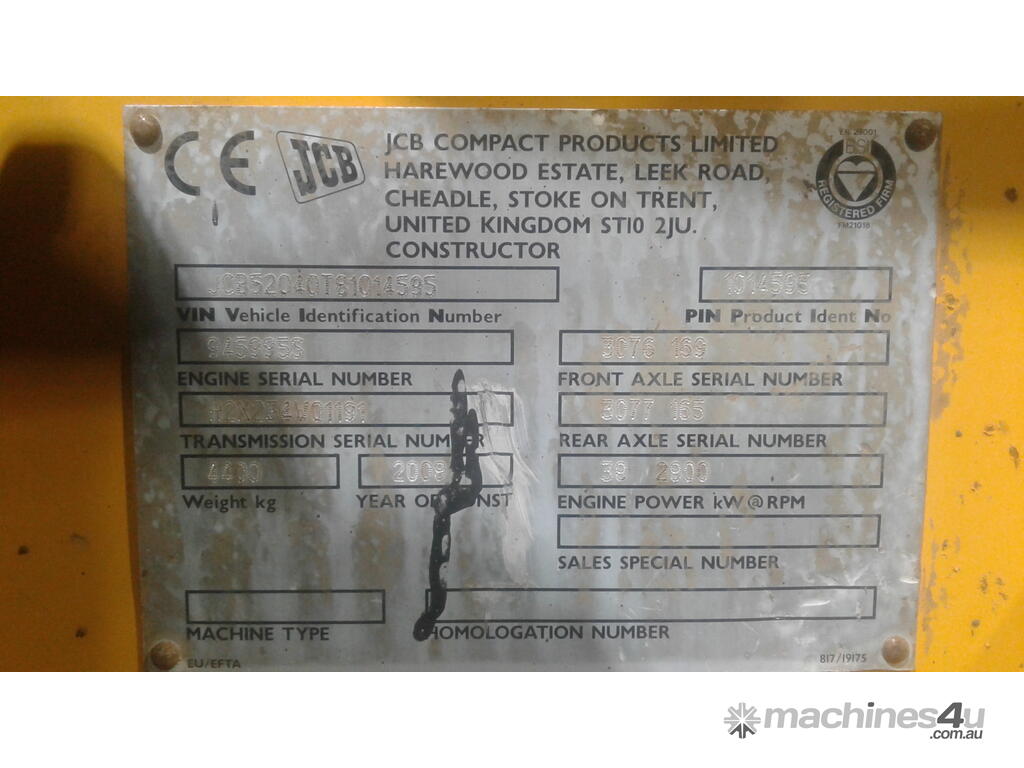 CE JCB
JCB COMPACT PRODUCTS LIMITED
HAREWOOD ESTATE, LEEK ROAD,
CHEADLE, STOKE ON TRENT,
UNITED KINGDOM ST10 2JU.
CONSTRUCTOR
EN 29001
BSI
REGISTERED FIRM
FM21018
JCB52040T81014595
1014595
VIN Vehicle Identification Number
PIN Product Ident No
3076 169
ENGINE SERIAL NUMBER
FRONT AXLE SERIAL NUMBER
3077 165
TRANSMISSION SERIAL NUMBER
REAR AXLE SERIAL NUMBER
4400
2008
39 2900
Weight kg
YEAR OF CONST
ENGINE POWER kW @ RPM
SALES SPECIAL NUMBER
MACHINE TYPE
HOMOLOGATION NUMBER
EU/EFTA
817/19175
machines4u
.com.au